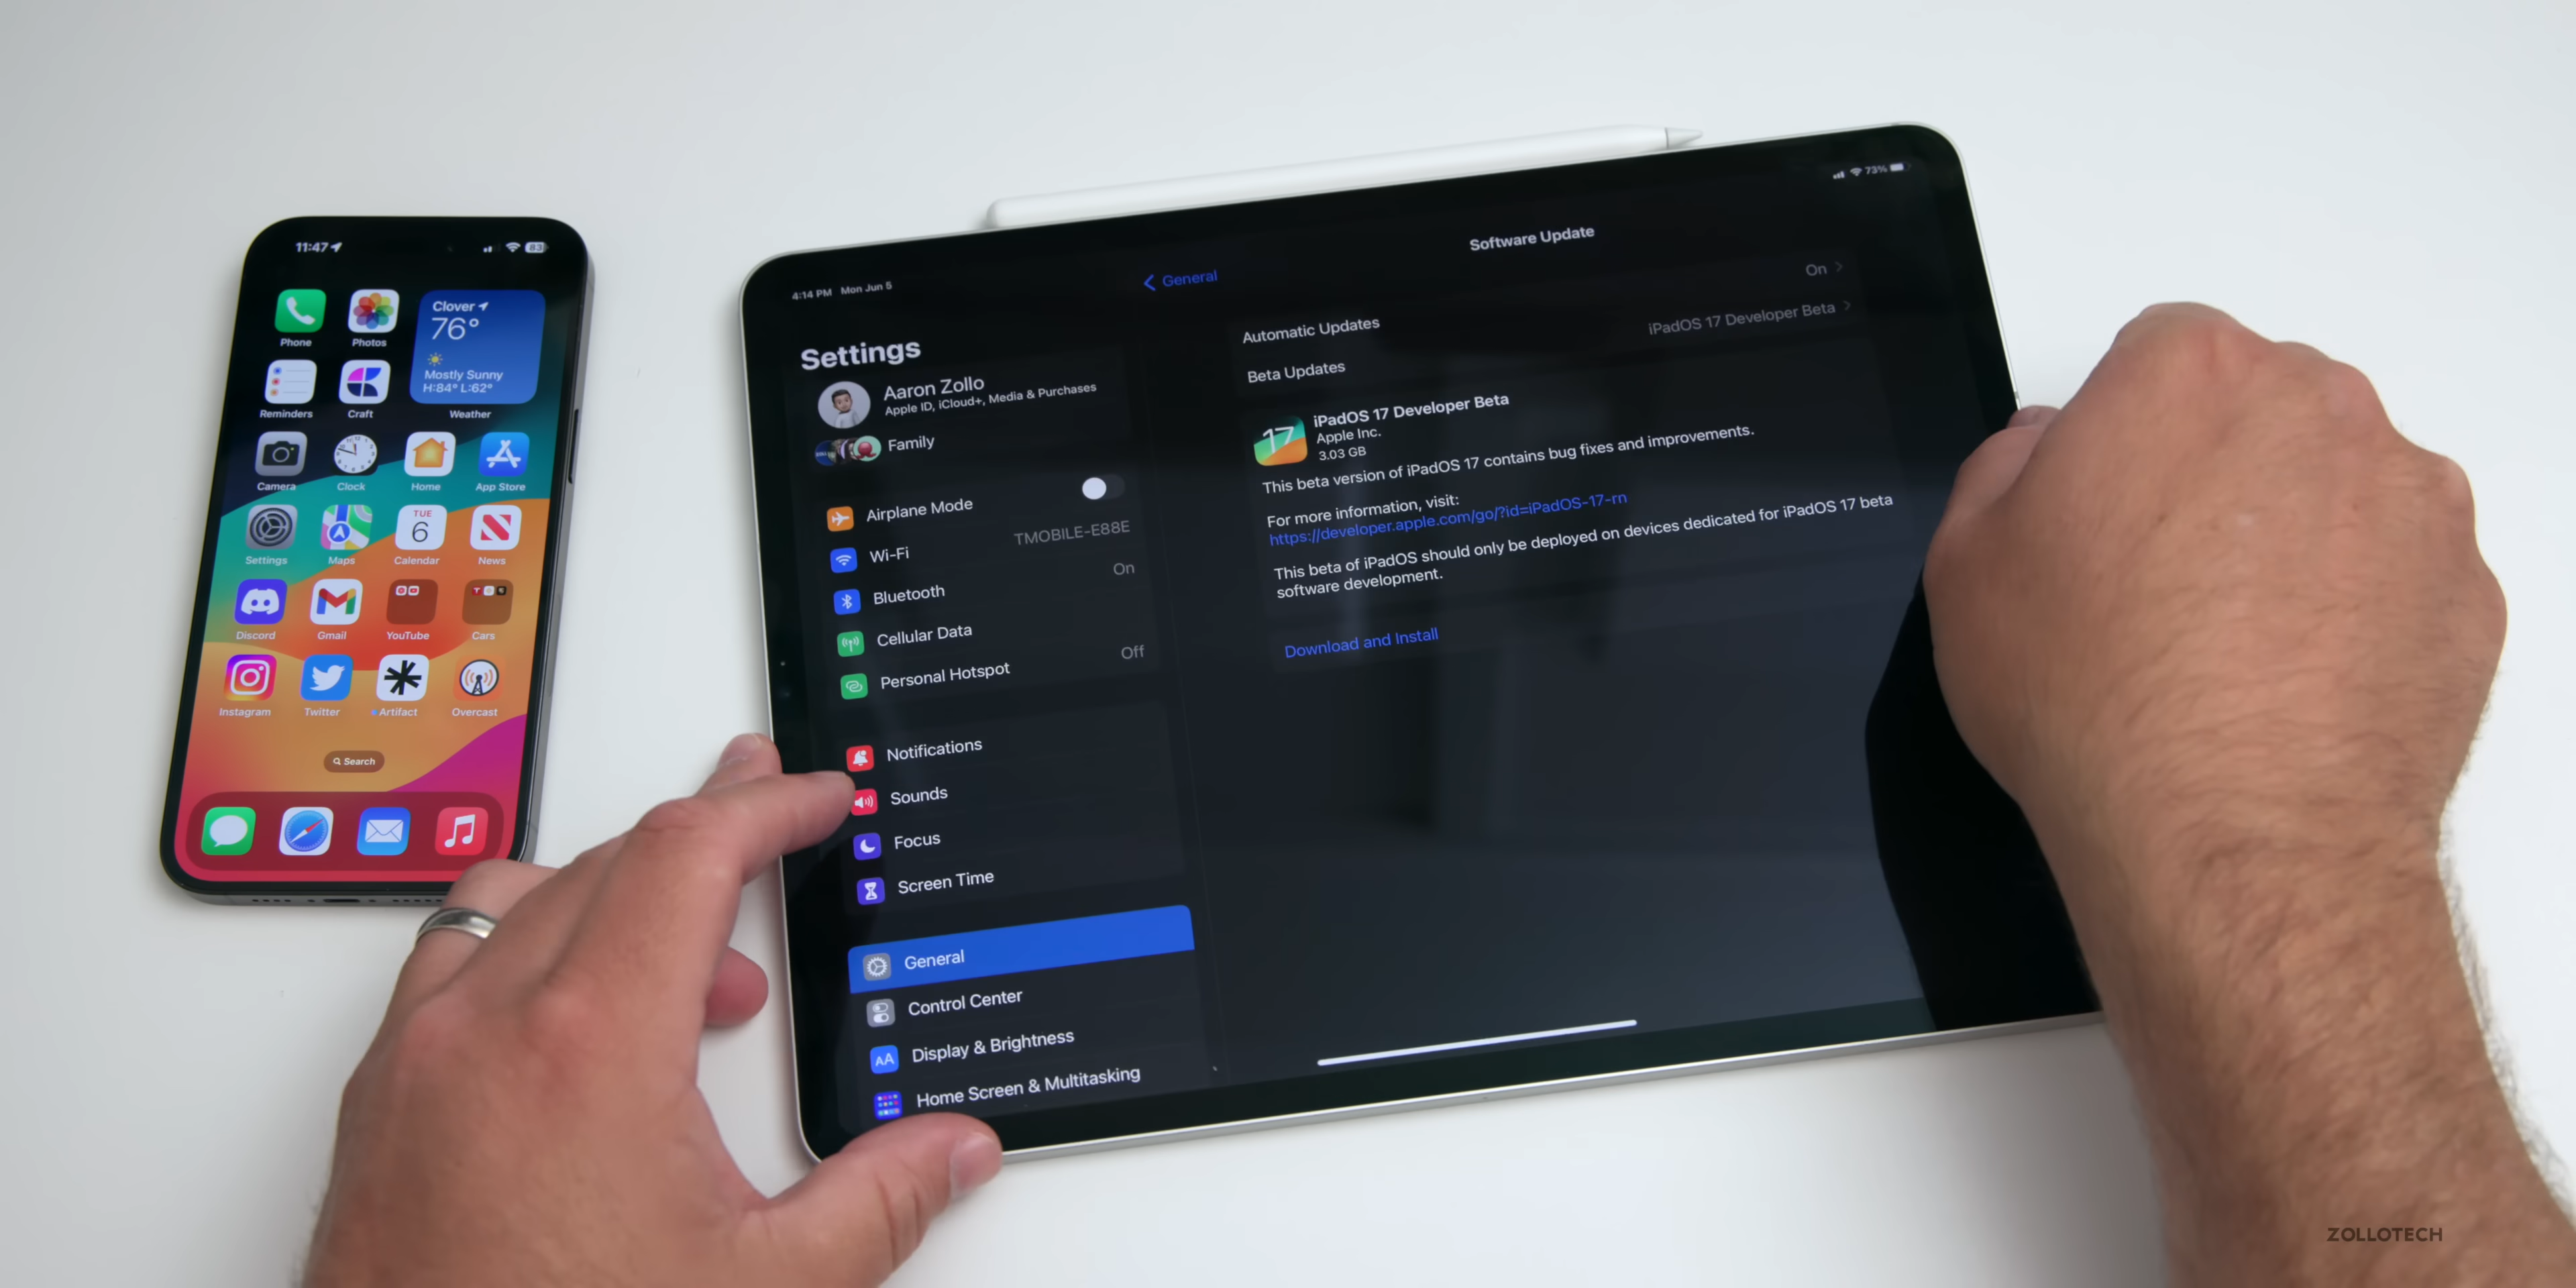 11:47
83
Phone
Photos
Clover
76°
Mostly Sunny
H:84° L:62°
Weather
Reminders
Craft
Camera
Clock
Home
App Store
TUE
6
Settings
Maps
Calendar
News
Discord
Gmail
YouTube
Cars
Instagram
Twitter
Artifact
Overcast
Search
4:14 PM Mon Jun 5
73%
Settings
Aaron Zollo
Apple ID, iCloud+, Media & Purchases
Family
Airplane Mode
Wi-Fi TMOBILE-E88E
Bluetooth On
Cellular Data
Personal Hotspot Off
Notifications
Sounds
Focus
Screen Time
General
Control Center
AA
Display & Brightness
Home Screen & Multitasking
General
Software Update
Automatic Updates On
Beta Updates iPadOS 17 Developer Beta
17
iPadOS 17 Developer Beta
Apple Inc.
3.03 GB
This beta version of iPadOS 17 contains bug fixes and improvements.
For more information, visit:
https://developer.apple.com/go/?id=iPadOS-17-rn
This beta of iPadOS should only be deployed on devices dedicated for iPadOS 17 beta
software development.
Download and Install
ZOLLOTECH